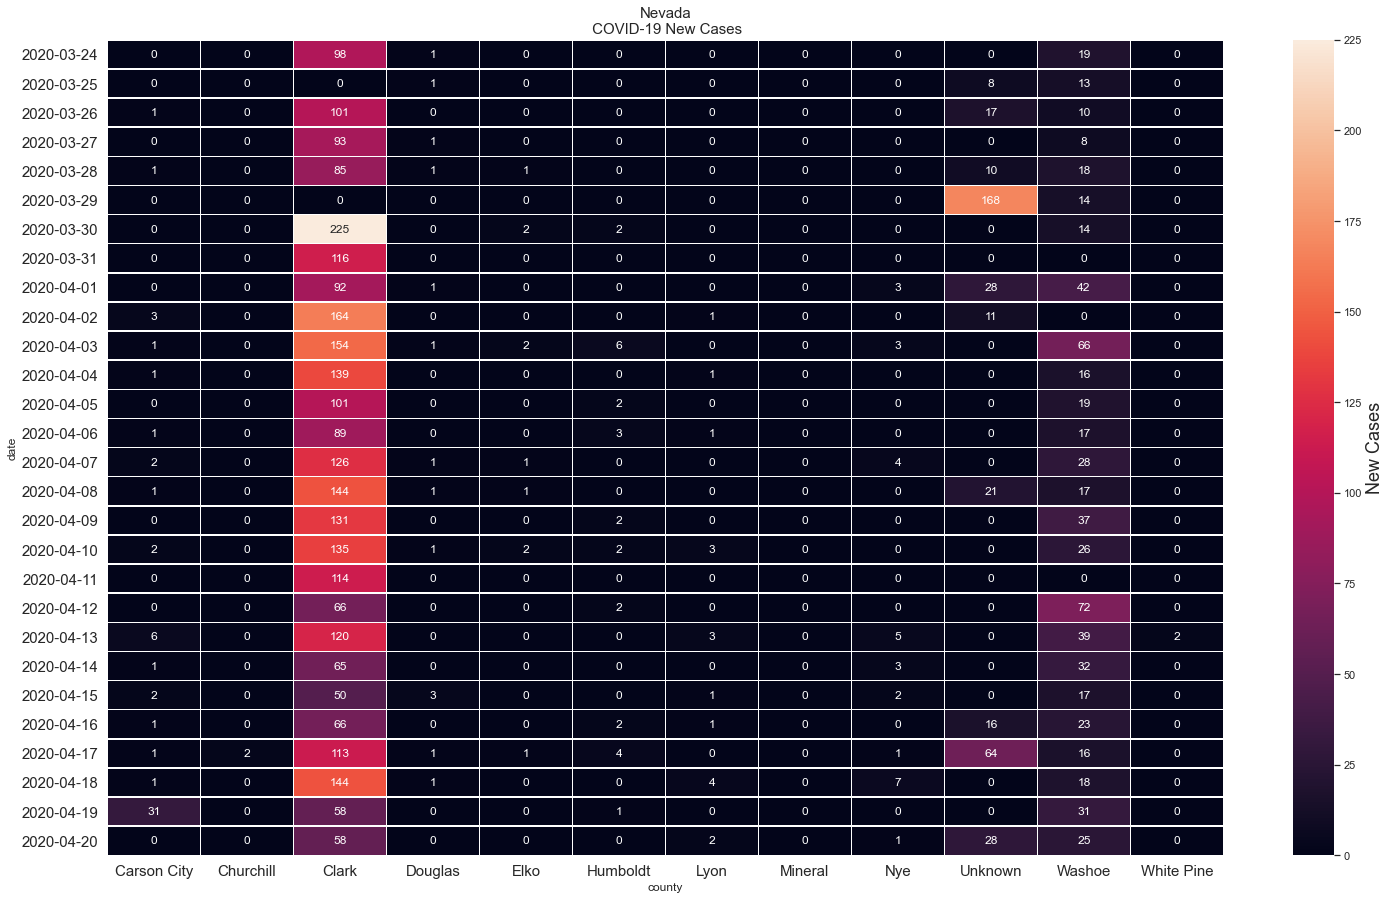 Nevada
COVID-19 New Cases
2020-03-24 0 0 98 1 0 0 0 0 0 0 19 0
2020-03-25 0 0 0 1 0 0 0 0 0 8 13 0
2020-03-26 1 0 101 0 0 0 0 0 0 17 10 0
2020-03-27 0 0 93 1 0 0 0 0 0 0 8 0
2020-03-28 1 0 85 1 1 0 0 0 0 10 18 0
2020-03-29 0 0 0 0 0 0 0 0 0 168 14 0
2020-03-30 0 0 225 0 2 2 0 0 0 0 14 0
2020-03-31 0 0 116 0 0 0 0 0 0 0 0 0
2020-04-01 0 0 92 1 0 0 0 0 3 28 42 0
2020-04-02 3 0 164 0 0 0 1 0 0 11 0 0
2020-04-03 1 0 154 1 2 6 0 0 3 0 66 0
2020-04-04 1 0 139 0 0 0 1 0 0 0 16 0
2020-04-05 0 0 101 0 0 2 0 0 0 0 19 0
2020-04-06 1 0 89 0 0 3 1 0 0 0 17 0
2020-04-07 2 0 126 1 1 0 0 0 4 0 28 0
2020-04-08 1 0 144 1 1 0 0 0 0 21 17 0
2020-04-09 0 0 131 0 0 2 0 0 0 0 37 0
2020-04-10 2 0 135 1 2 2 3 0 0 0 26 0
2020-04-11 0 0 114 0 0 0 0 0 0 0 0 0
2020-04-12 0 0 66 0 0 2 0 0 0 0 72 0
2020-04-13 6 0 120 0 0 0 3 0 5 0 39 2
2020-04-14 1 0 65 0 0 0 0 0 3 0 32 0
2020-04-15 2 0 50 3 0 0 1 0 2 0 17 0
2020-04-16 1 0 66 0 0 2 1 0 0 16 23 0
2020-04-17 1 2 113 1 1 4 0 0 1 64 16 0
2020-04-18 1 0 144 1 0 0 4 0 7 0 18 0
2020-04-19 31 0 58 0 0 1 0 0 0 0 31 0
2020-04-20 0 0 58 0 0 0 2 0 1 28 25 0
date
Carson City Churchill Clark Douglas Elko Humboldt Lyon Mineral Nye Unknown Washoe White Pine
county
225
200
175
150
125
100
75
50
25
0
New Cases